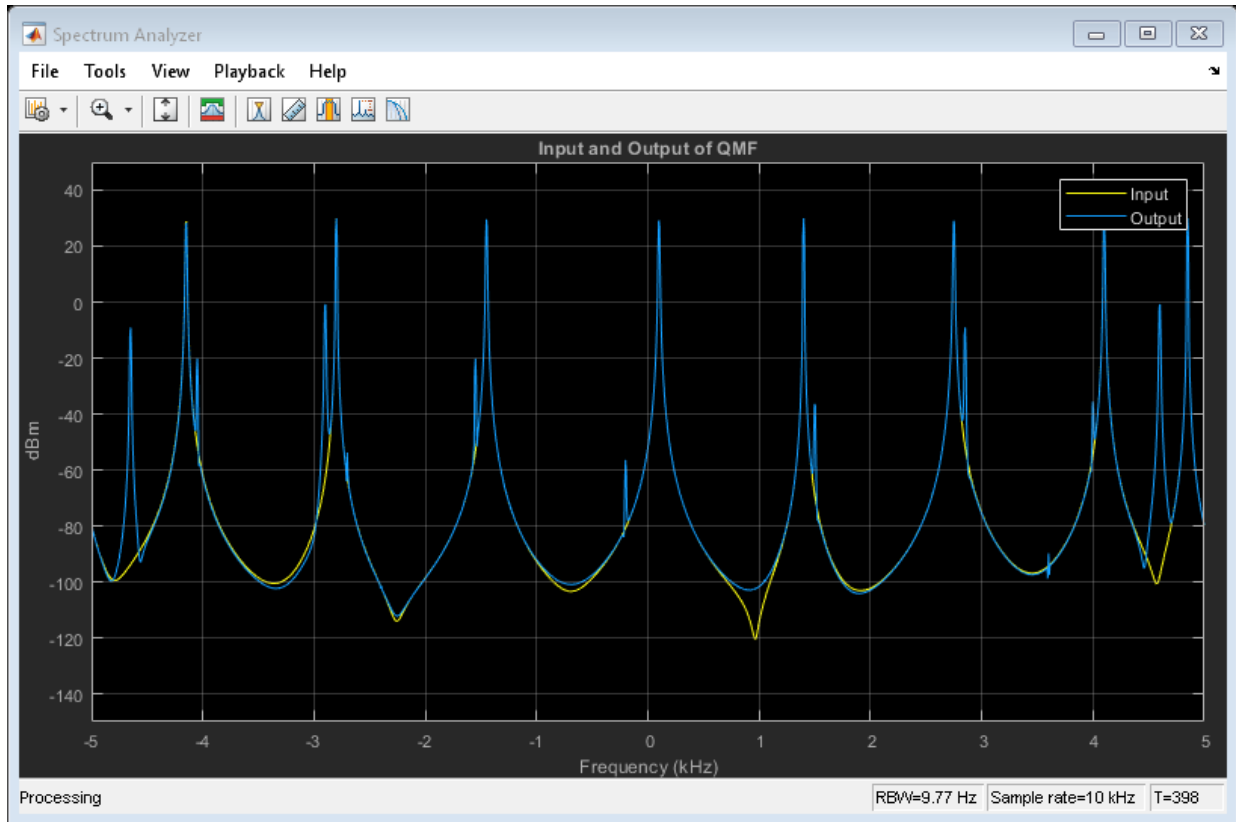 Spectrum Analyzer
File Tools View Playback Help
Input and Output of QMF
Input
Output
40
20
0
-20
-40
-60
-80
-100
-120
-140
dBm
-5 -4 -3 -2 -1 0 1 2 3 4 5
Frequency (kHz)
Processing RBW=9.77 Hz Sample rate=10 kHz T=398